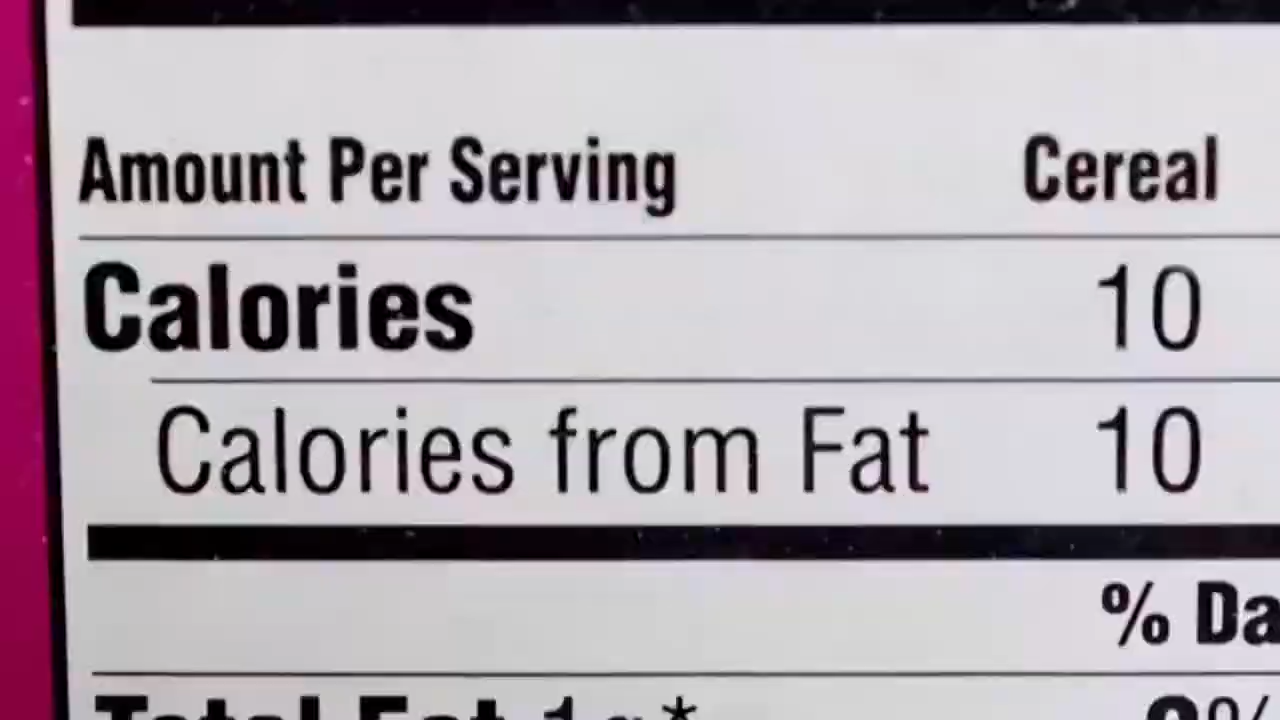 Amount Per Serving Cereal
Calories 10
Calories from Fat 10
% Da
Total Fat 1g*